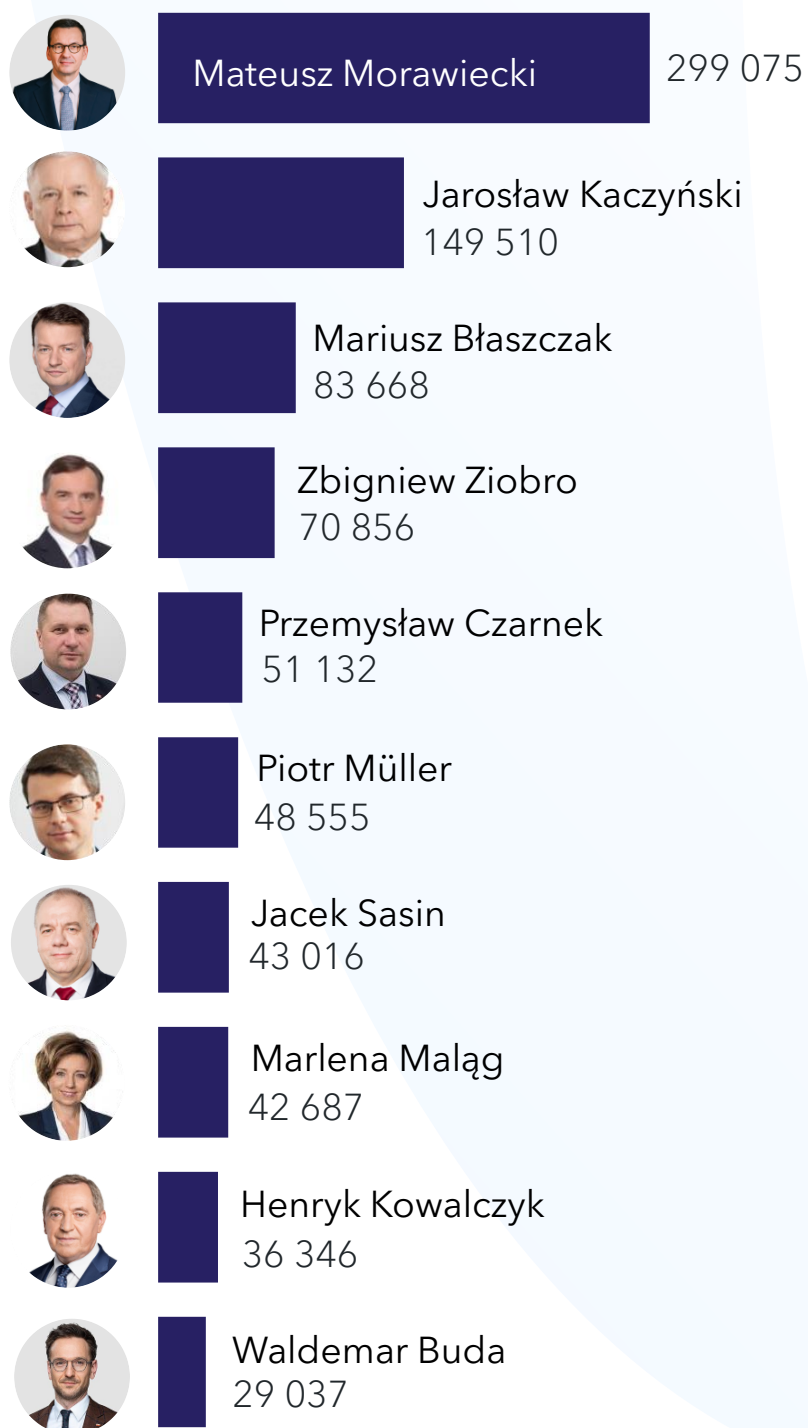 Mateusz Morawiecki
299 075
Jarosław Kaczyński
149 510
Mariusz Błaszczak
83 668
Zbigniew Ziobro
70 856
Przemysław Czarnek
51 132
Piotr Müller
48 555
Jacek Sasin
43 016
Marlena Maląg
42 687
Henryk Kowalczyk
36 346
Waldemar Buda
29 037